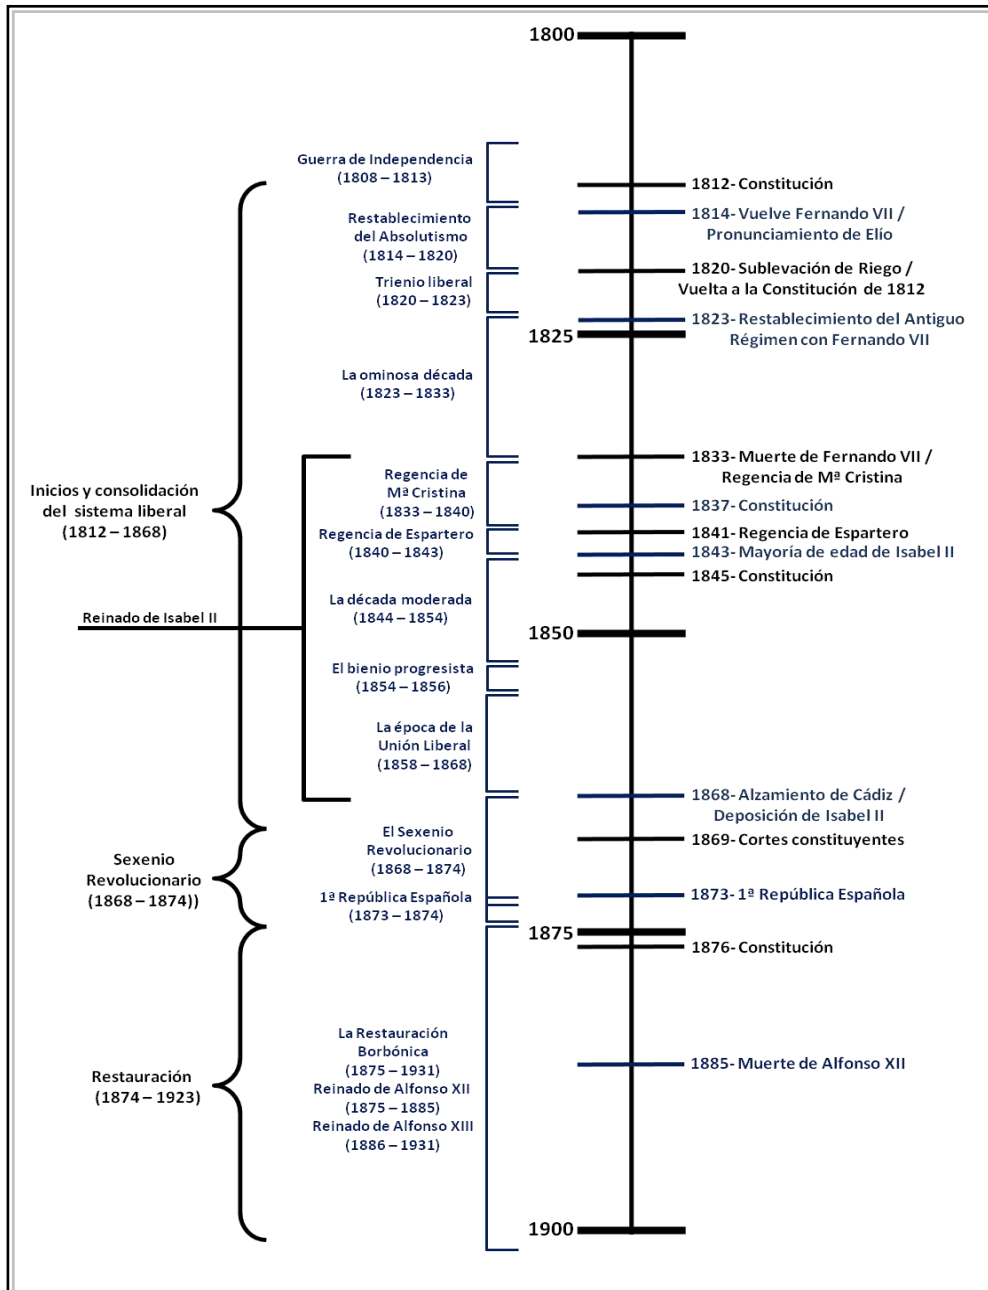 1800
Guerra de Independencia
(1808 – 1813)
1812- Constitución
Restablecimiento
del Absolutismo
(1814 – 1820)
1814- Vuelve Fernando VII /
Pronunciamiento de Elío
Trienio liberal
(1820 – 1823)
1820- Sublevación de Riego /
Vuelta a la Constitución de 1812
1823- Restablecimiento del Antiguo
Régimen con Fernando VII
1825
La ominosa década
(1823 – 1833)
1833- Muerte de Fernando VII /
Regencia de Mª Cristina
Inicios y consolidación
del sistema liberal
(1812 – 1868)
Regencia de
Mª Cristina
(1833 – 1840)
1837- Constitución
Regencia de Espartero
(1840 – 1843)
1841- Regencia de Espartero
1843- Mayoría de edad de Isabel II
1845- Constitución
Reinado de Isabel II
La década moderada
(1844 – 1854)
1850
El bienio progresista
(1854 – 1856)
La época de la
Unión Liberal
(1858 – 1868)
1868- Alzamiento de Cádiz /
Deposición de Isabel II
Sexenio
Revolucionario
(1868 – 1874))
El Sexenio
Revolucionario
(1868 – 1874)
1869- Cortes constituyentes
1ª República Española
(1873 – 1874)
1873- 1ª República Española
1875
1876- Constitución
Restauración
(1874 – 1923)
La Restauración
Borbónica
(1875 – 1931)
Reinado de Alfonso XII
(1875 – 1885)
Reinado de Alfonso XIII
(1886 – 1931)
1885- Muerte de Alfonso XII
1900